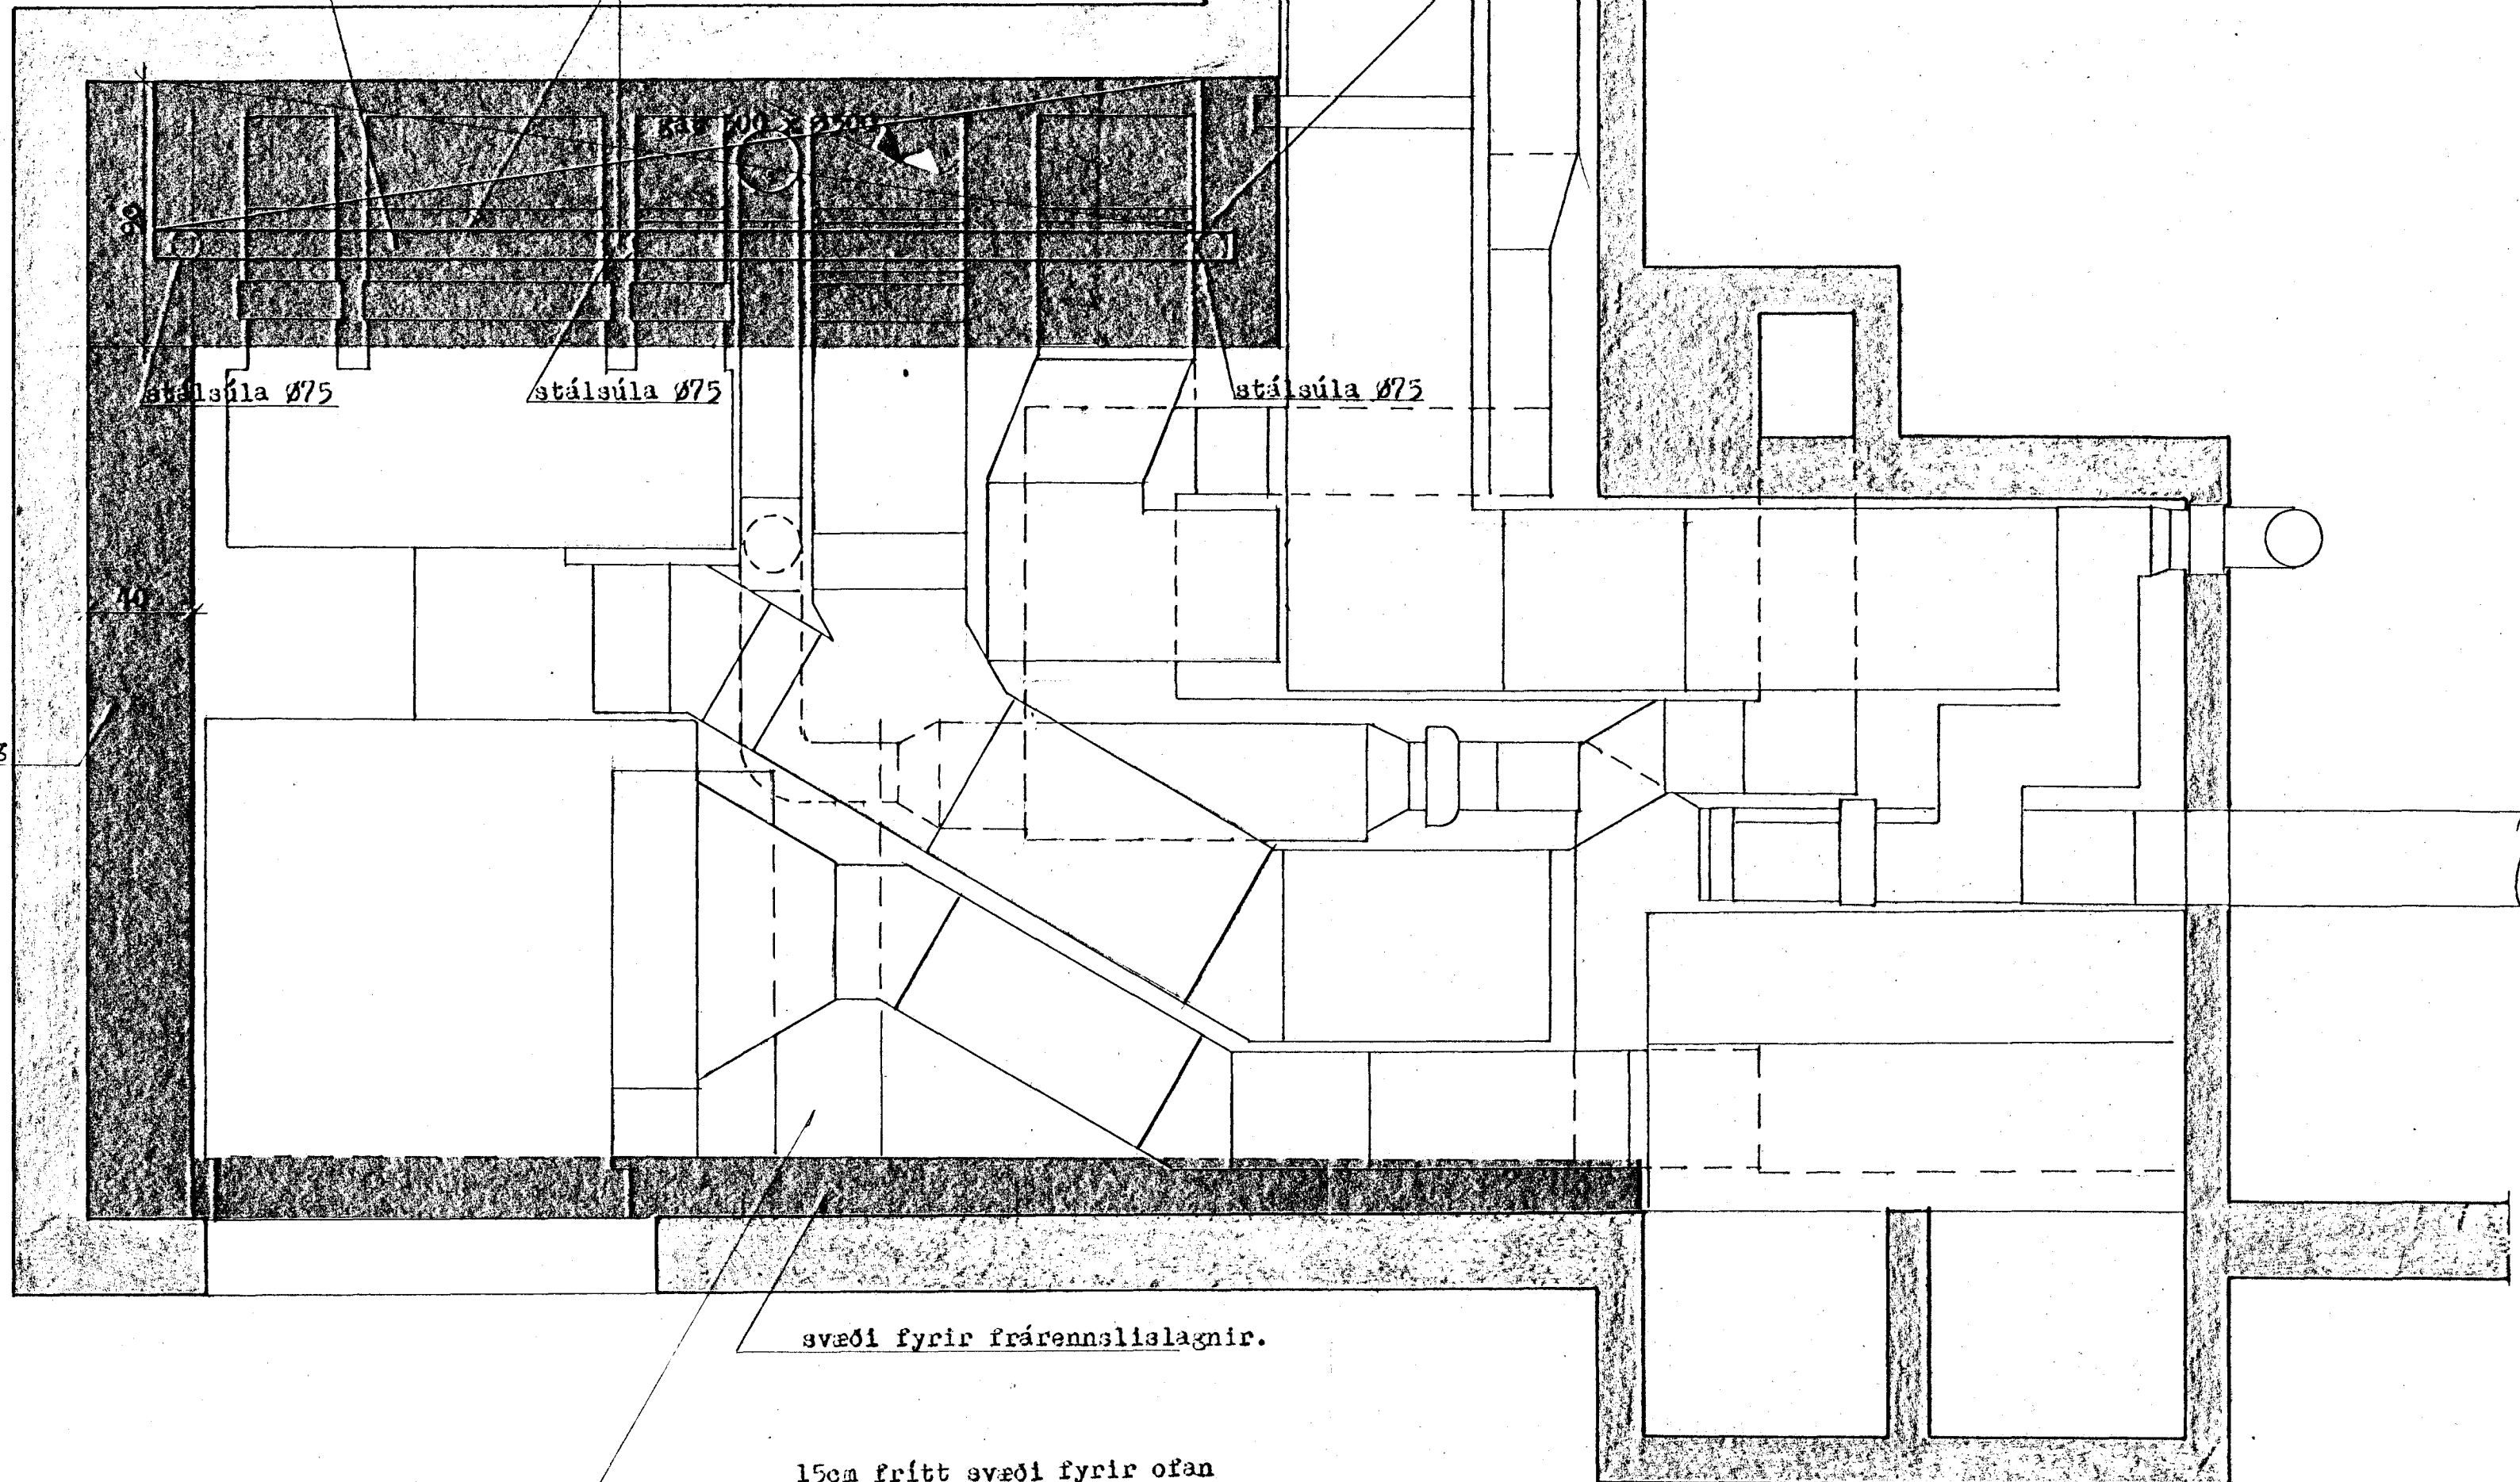 stálsúla Ø75
stálsúla Ø75
stálsúla Ø75
40
svæði fyrir frárennslislagnir.
15cm frítt svæði fyrir ofan